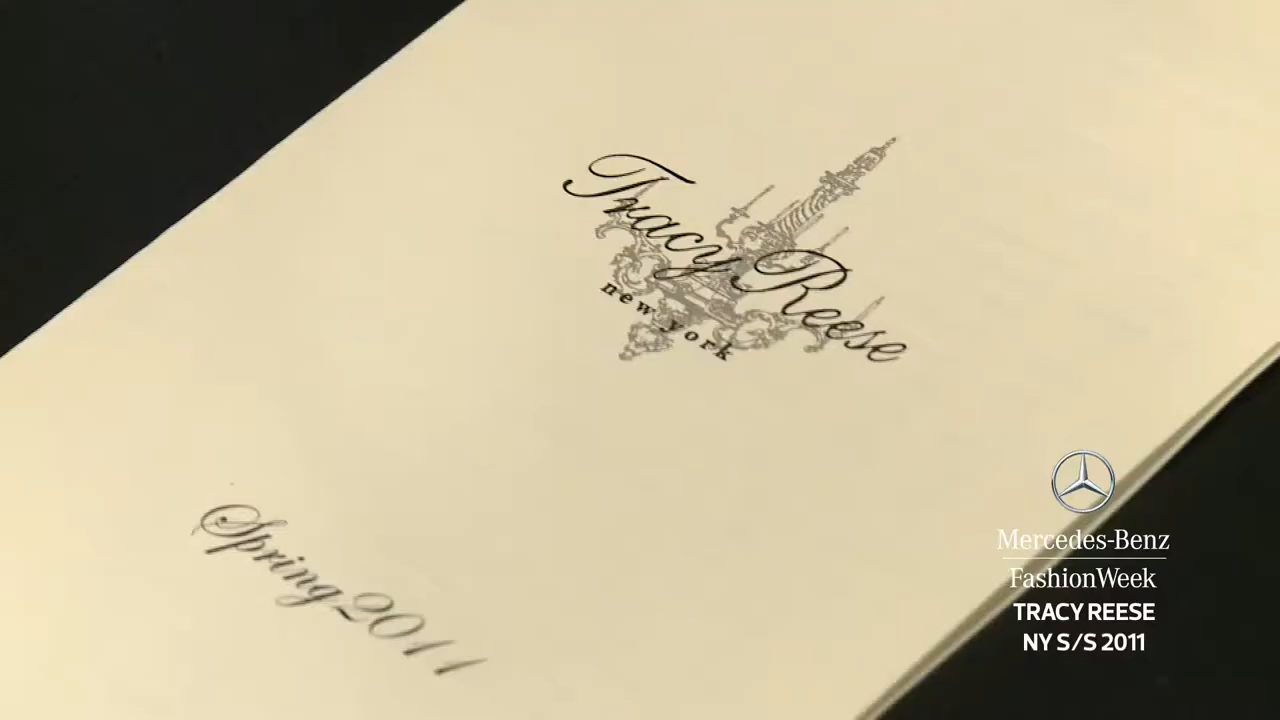 Tracy Reese
new york
Spring 2011
Mercedes-Benz
FashionWeek
TRACY REESE
NY S/S 2011